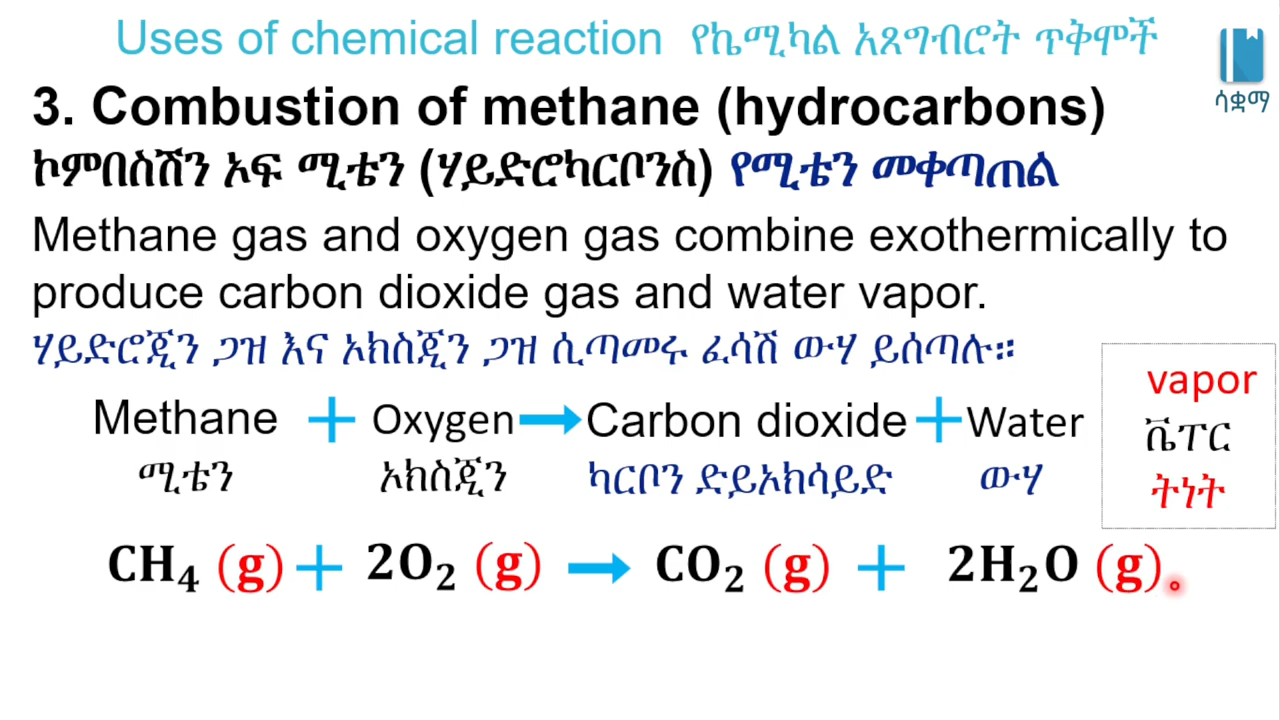 Uses of chemical reaction የኬሚካል አጸግብሮት ጥቅሞች
ሳቋማ
3. Combustion of methane (hydrocarbons)
ኮምበስሽን ኦፍ ሚቴን (ሃይድሮካርቦንስ) የሚቴን መቀጣጠል
Methane gas and oxygen gas combine exothermically to
produce carbon dioxide gas and water vapor.
ሃይድሮጂን ጋዝ እና ኦክስጂን ጋዝ ሲጣመሩ ፈሳሽ ውሃ ይሰጣሉ።
Methane + Oxygen → Carbon dioxide + Water
ሚቴን ኦክስጂን ካርቦን ድይኦክሳይድ ውሃ
vapor
ቬፐር
ትነት
CH₄ (g) + 2O₂ (g) → CO₂ (g) + 2H₂O (g)